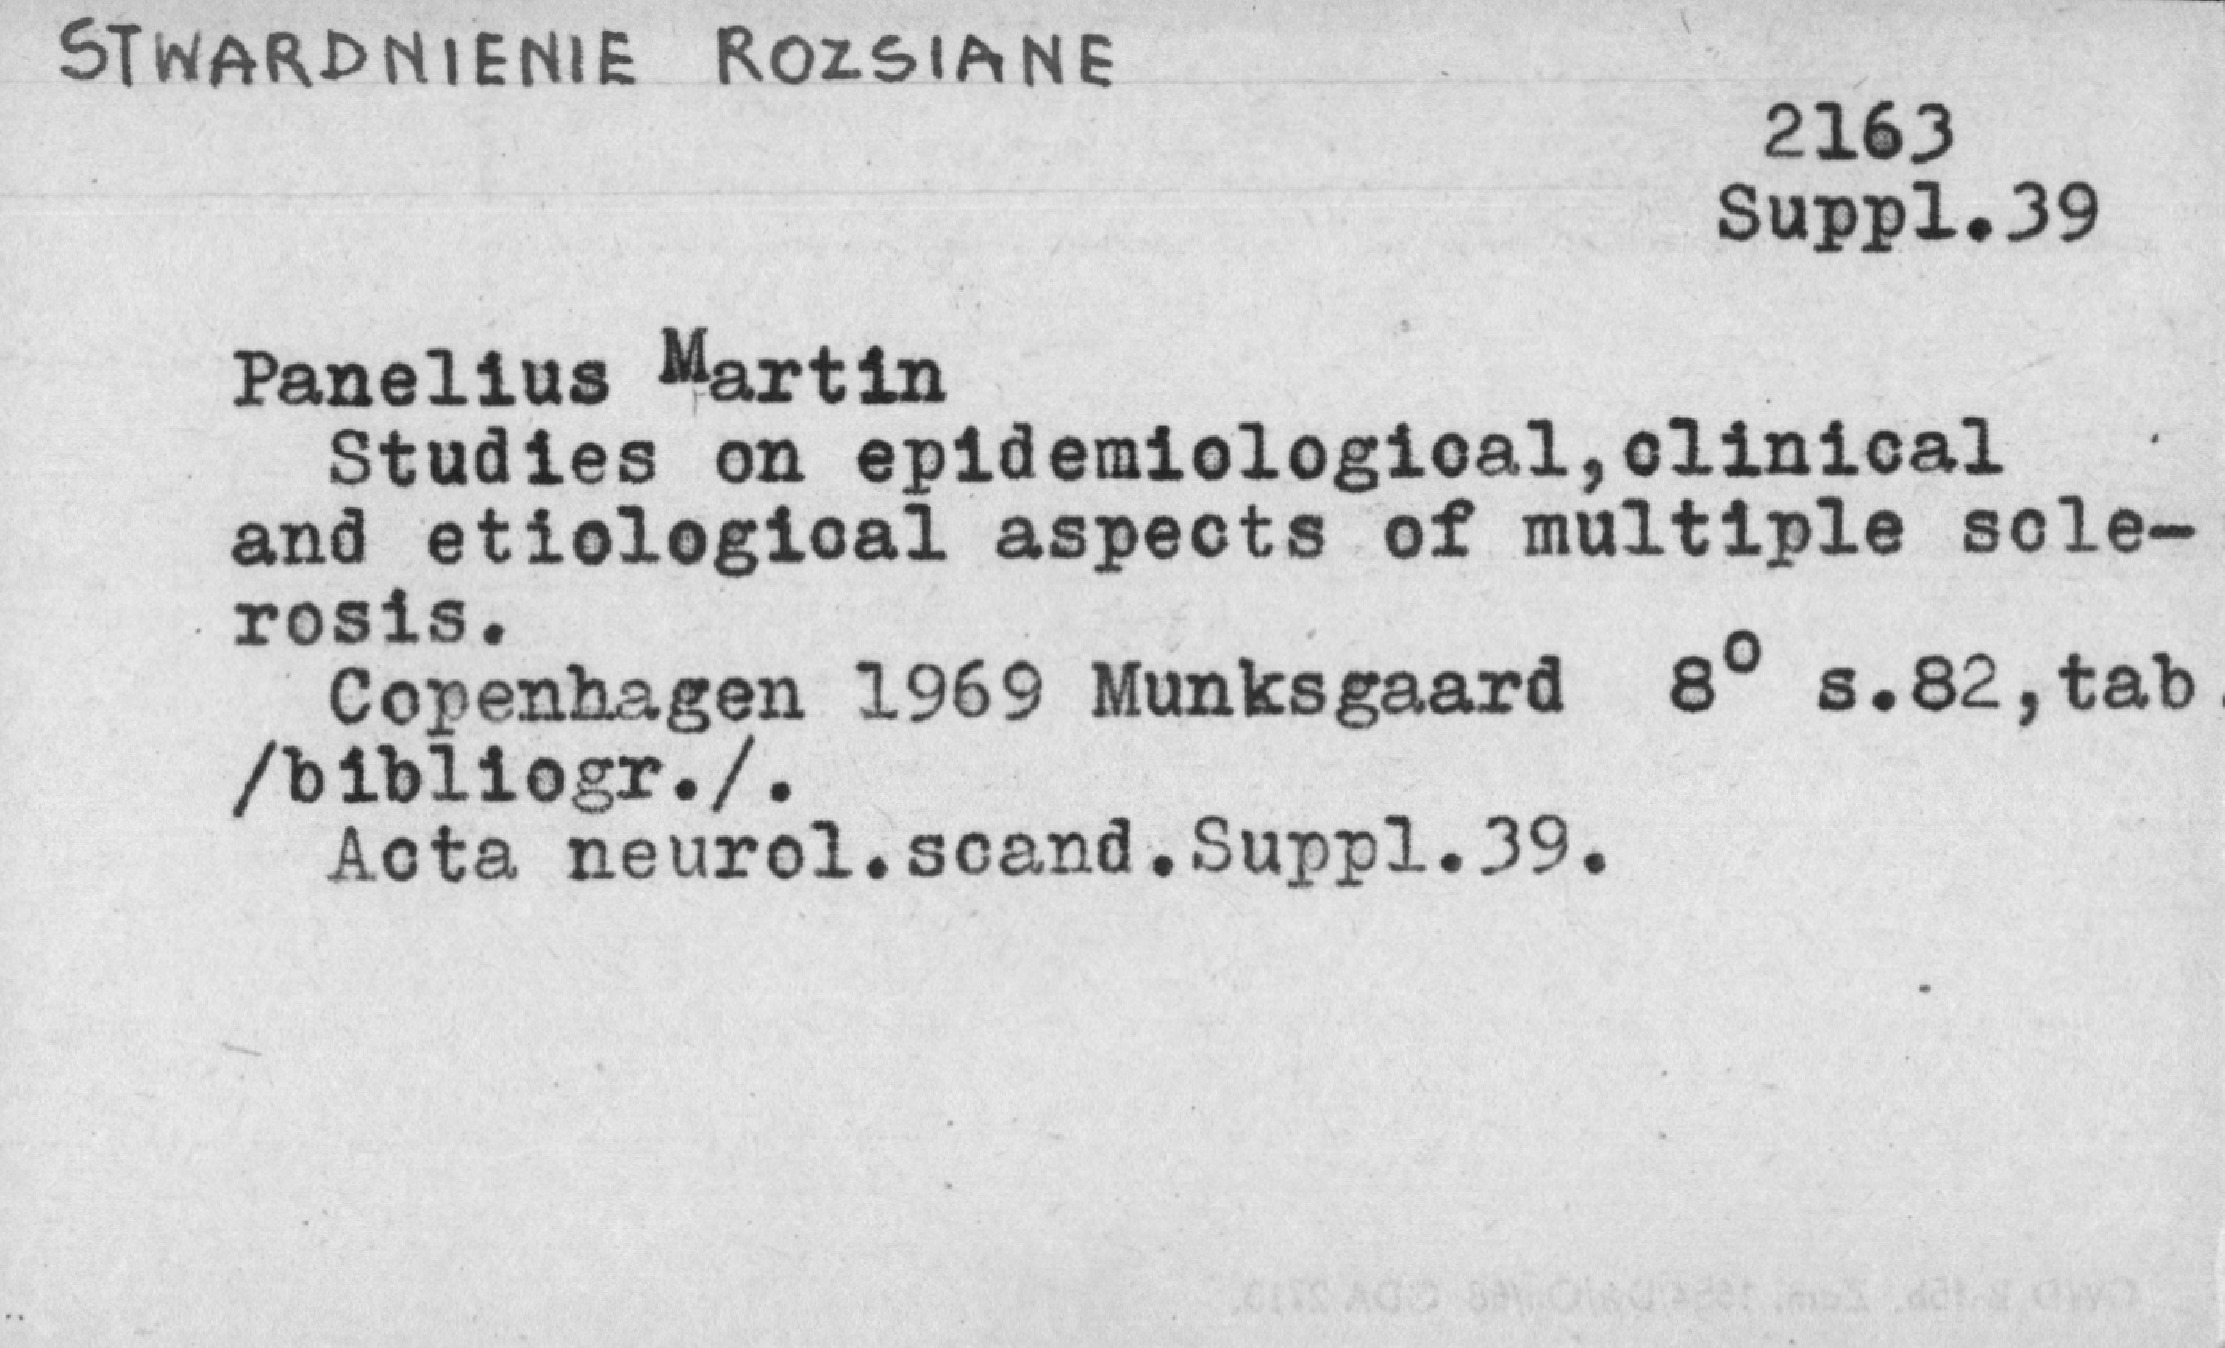 STWARDNIENIE ROZSIANE
2163
Suppl.39
Panelius Martin
Studies on epidemiological,clinical
and etiological aspects of multiple scle-
rosis.
Copenhagen 1969 Munksgaard 8° s.82,tab.
/bibliogr./.
Acta neurol.scand.Suppl.39.